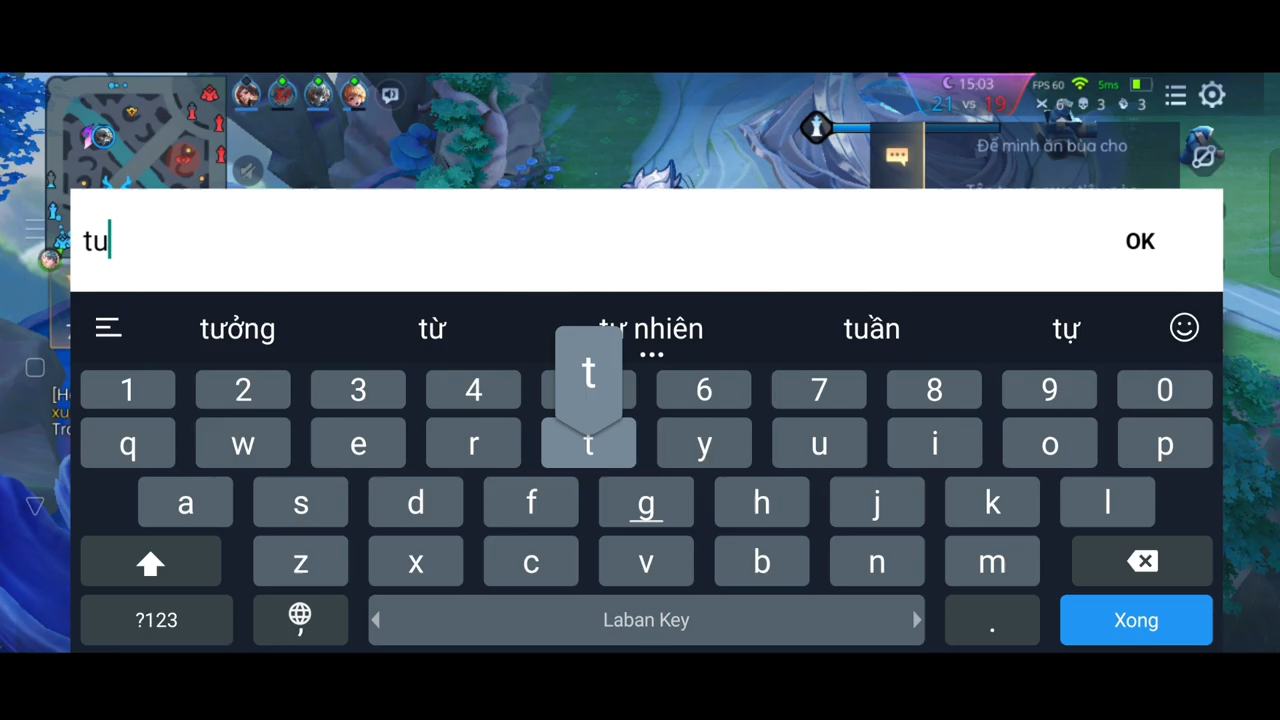 15:03
21 vs 19
FPS 60 5ms
6 3 3
Để mình ăn bùa cho
tu
OK
tưởng từ tự nhiên tuần tự
t
1 2 3 4 6 7 8 9 0
q w e r t y u i o p
a s d f g h j k l
z x c v b n m
?123 , Laban Key . Xong